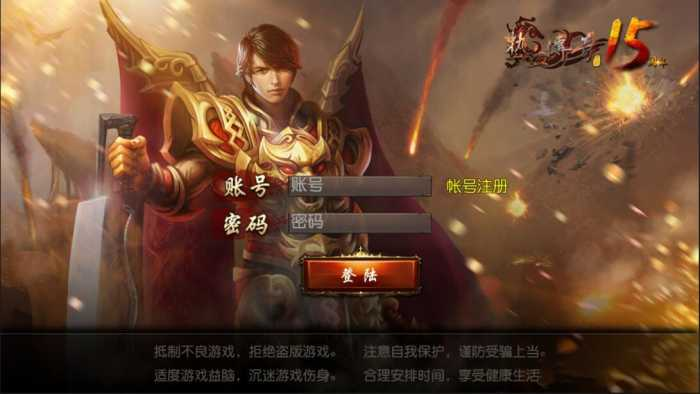 15
账号 账号 帐号注册
密码 密码
登陆
抵制不良游戏，拒绝盗版游戏。 注意自我保护，谨防受骗上当。
适度游戏益脑，沉迷游戏伤身。 合理安排时间，享受健康生活